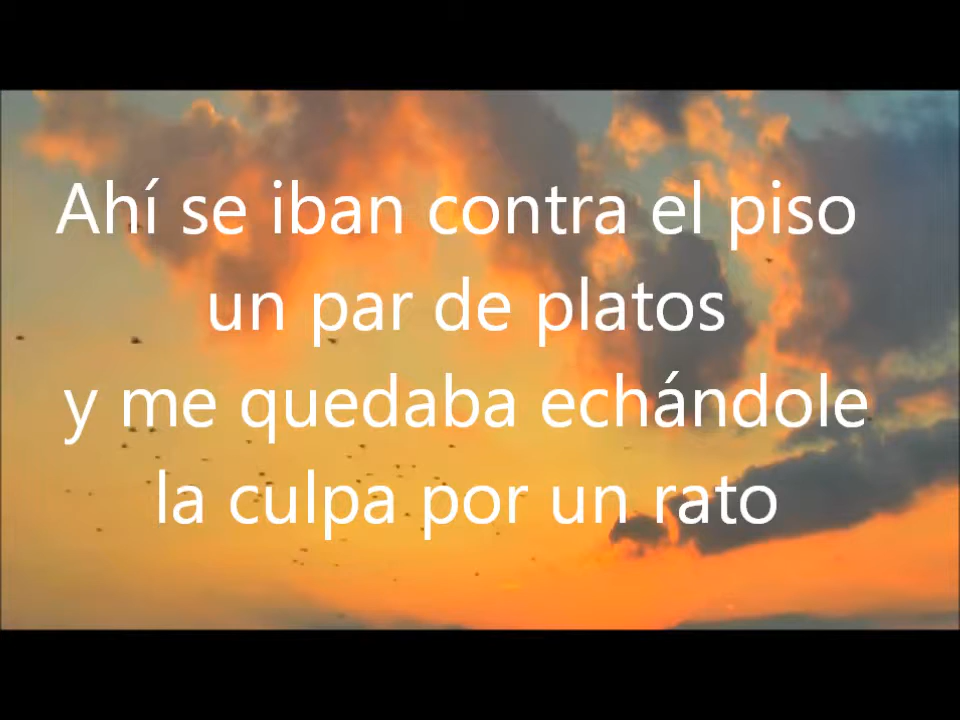 Ahí se iban contra el piso
un par de platos
y me quedaba echándole
la culpa por un rato